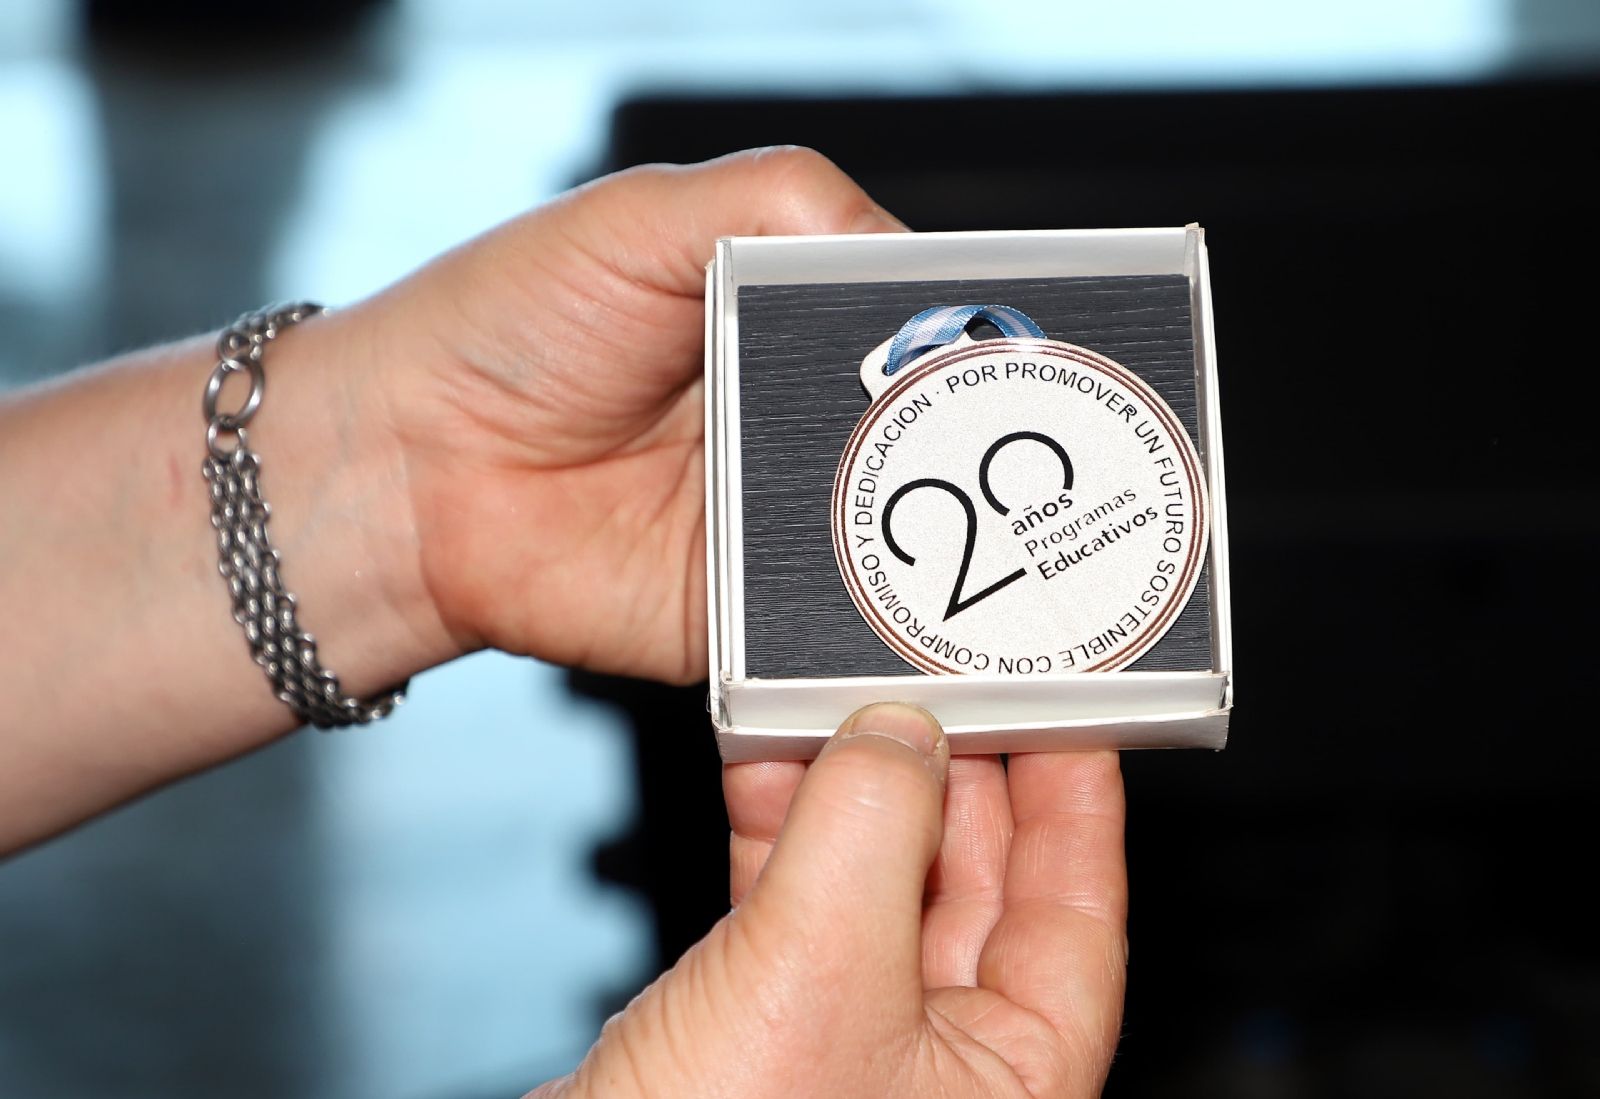 · POR PROMOVER UN FUTURO SOSTENIBLE CON COMPROMISO Y DEDICACION
20
años
Programas
Educativos